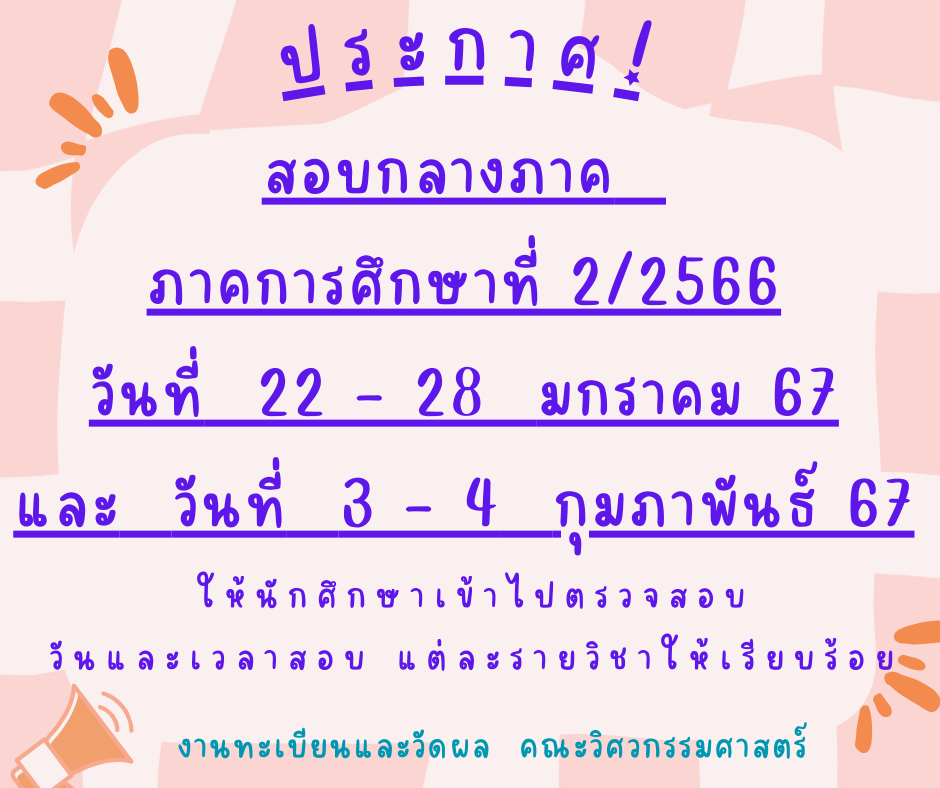 ประกาศ!
สอบกลางภาค
ภาคการศึกษาที่ 2/2566
วันที่ 22 - 28 มกราคม 67
และ วันที่ 3 - 4 กุมภาพันธ์ 67
ให้นักศึกษาเข้าไปตรวจสอบ
วันและเวลาสอบ แต่ละรายวิชาให้เรียบร้อย
งานทะเบียนและวัดผล คณะวิศวกรรมศาสตร์